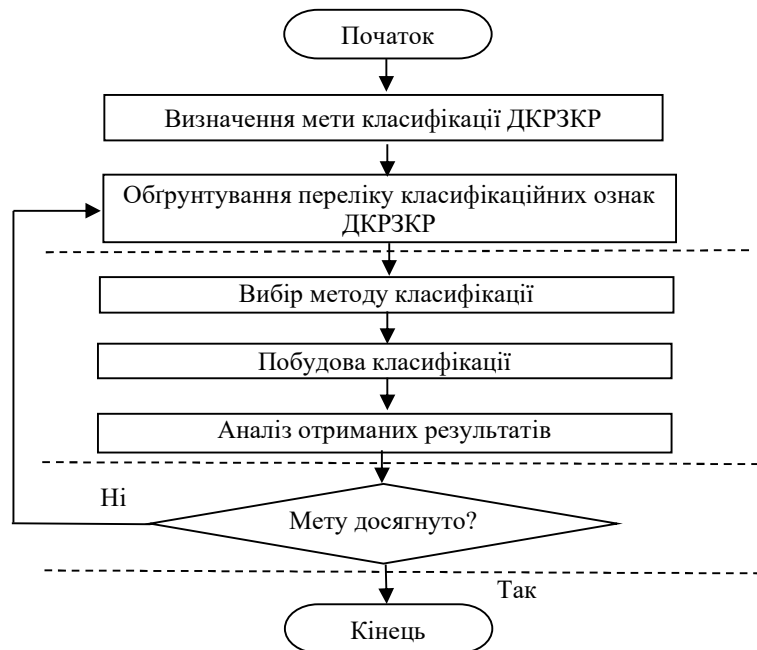 Початок
Визначення мети класифікації ДКРЗКР
Обґрунтування переліку класифікаційних ознак
ДКРЗКР
Вибір методу класифікації
Побудова класифікації
Аналіз отриманих результатів
Ні
Мету досягнуто?
Так
Кінець